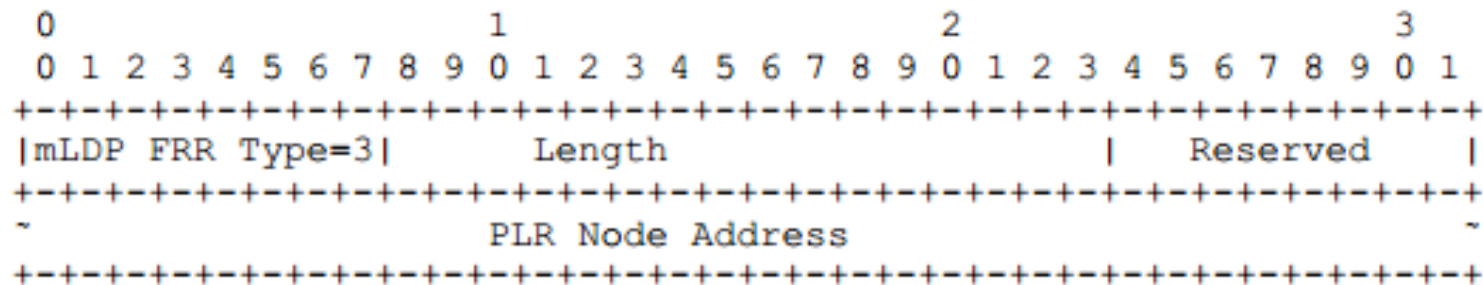 0                   1                   2                   3
0 1 2 3 4 5 6 7 8 9 0 1 2 3 4 5 6 7 8 9 0 1 2 3 4 5 6 7 8 9 0 1
+-+-+-+-+-+-+-+-+-+-+-+-+-+-+-+-+-+-+-+-+-+-+-+-+-+-+-+-+-+-+-+-+
|mLDP FRR Type=3|      Length                   |   Reserved    |
+-+-+-+-+-+-+-+-+-+-+-+-+-+-+-+-+-+-+-+-+-+-+-+-+-+-+-+-+-+-+-+-+
~                    PLR Node Address                           ~
+-+-+-+-+-+-+-+-+-+-+-+-+-+-+-+-+-+-+-+-+-+-+-+-+-+-+-+-+-+-+-+-+